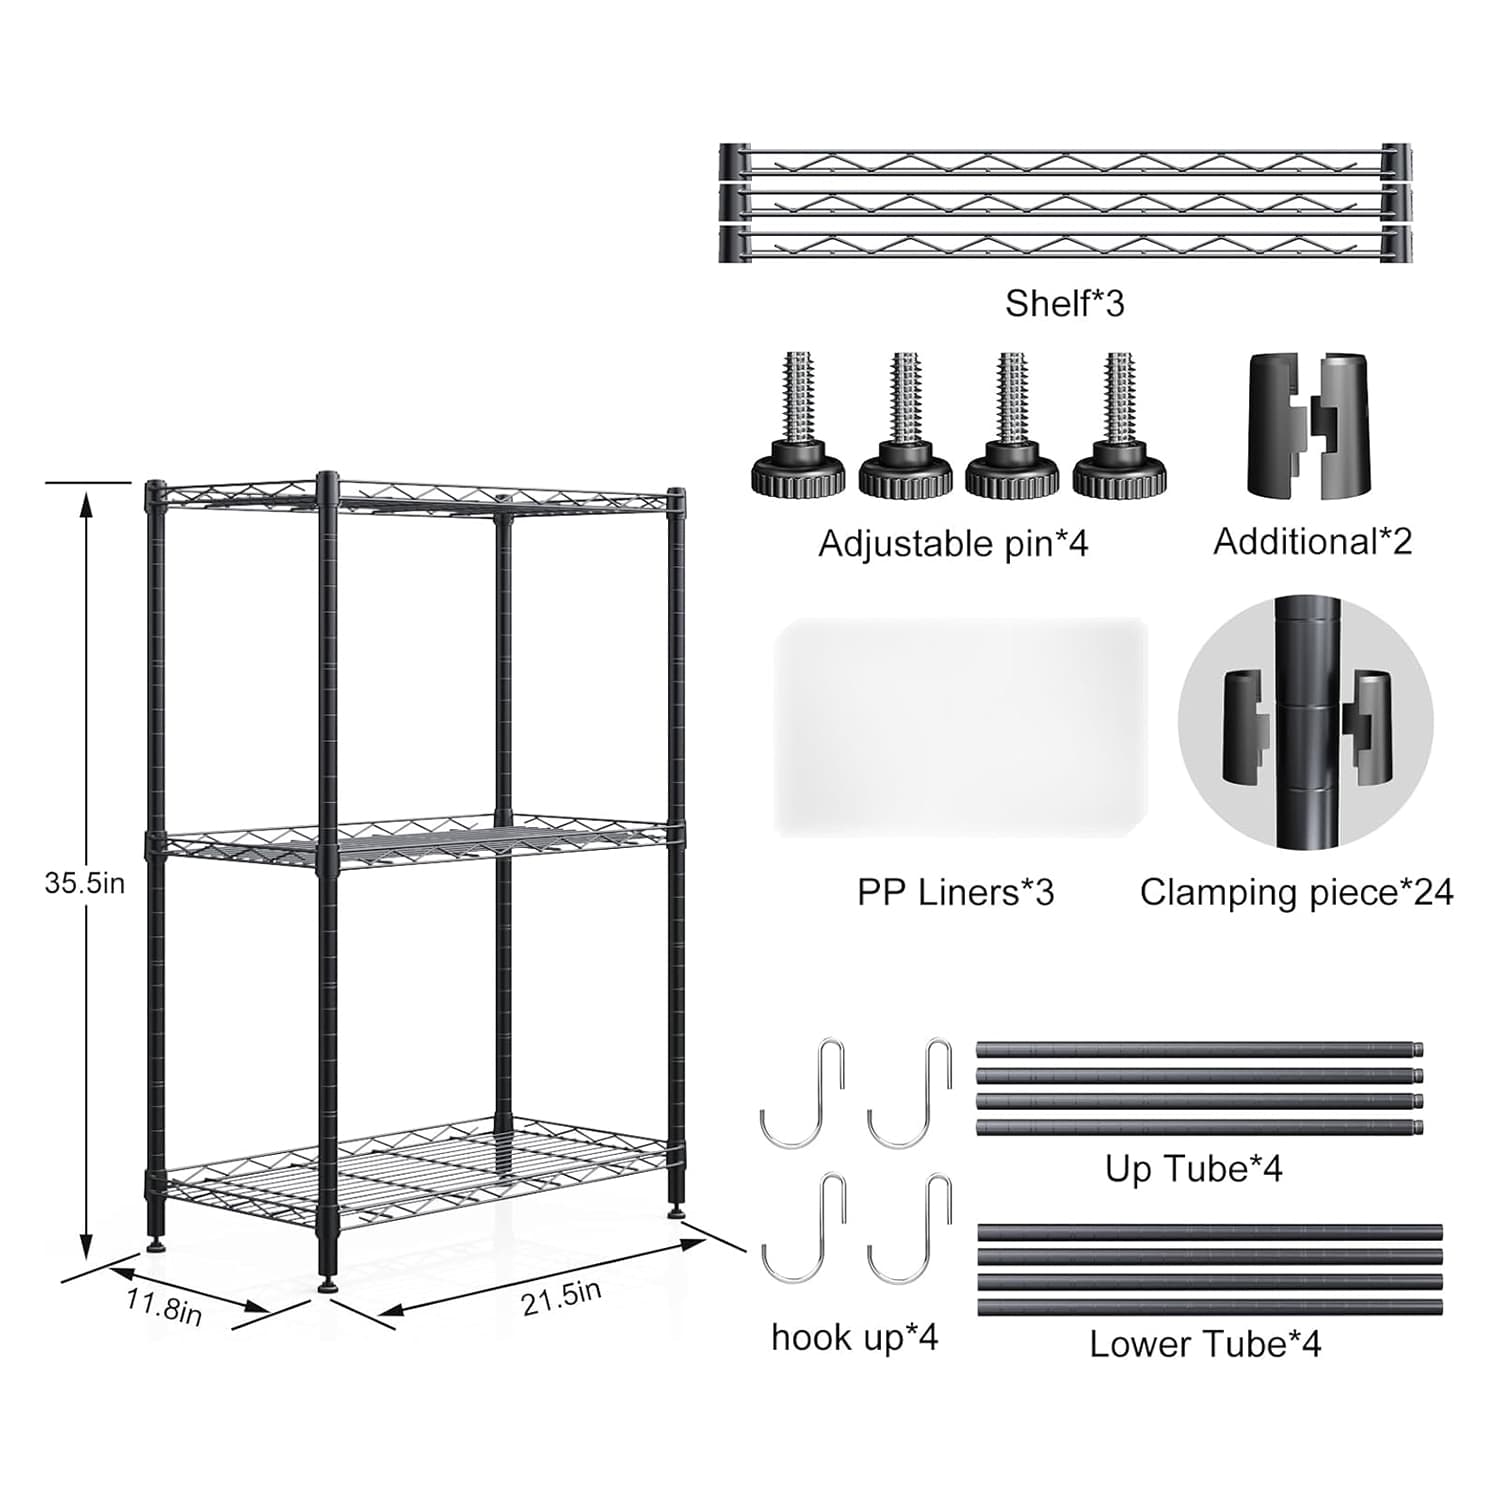 Shelf*3
Adjustable pin*4
Additional*2
PP Liners*3
Clamping piece*24
35.5in
11.8in
21.5in
hook up*4
Up Tube*4
Lower Tube*4